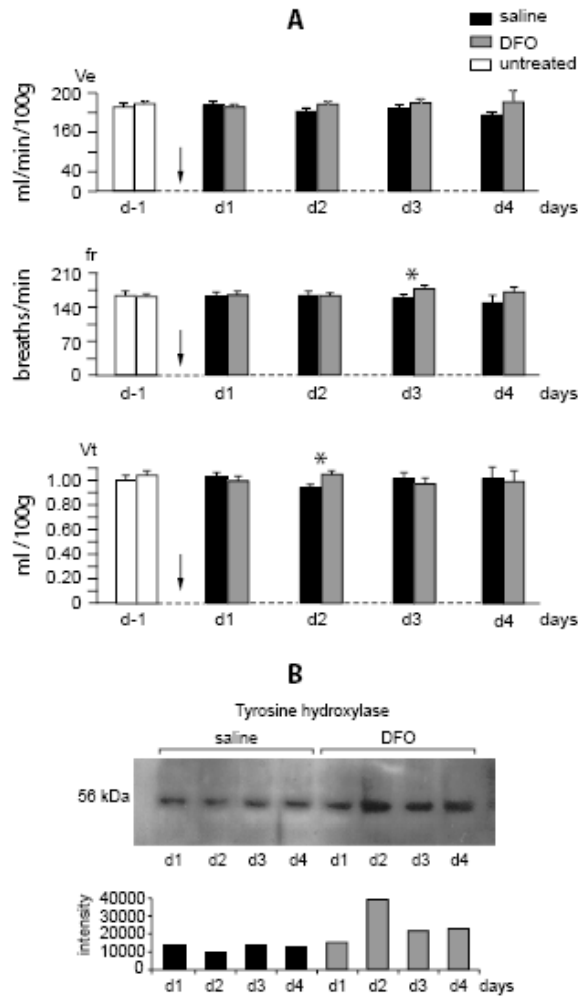 A
saline
DFO
untreated
Ve
ml/min/100g
200
160
40
0
d-1 d1 d2 d3 d4 days
fr
breaths/min
210
140
70
0
*
d-1 d1 d2 d3 d4 days
Vt
ml/100g
1.00
0.80
0.60
0.40
0.20
0
*
d-1 d1 d2 d3 d4 days
B
Tyrosine hydroxylase
saline DFO
56 kDa
d1 d2 d3 d4 d1 d2 d3 d4
intensity
40000
30000
20000
10000
0
d1 d2 d3 d4 d1 d2 d3 d4 days